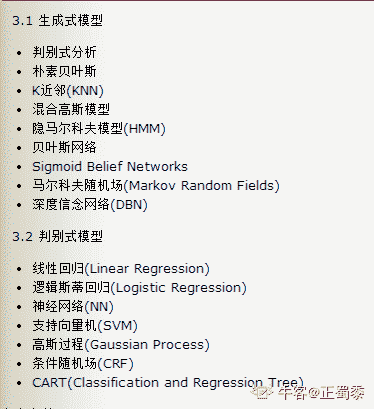 3.1 生成式模型
判别式分析
朴素贝叶斯
K近邻(KNN)
混合高斯模型
隐马尔科夫模型(HMM)
贝叶斯网络
Sigmoid Belief Networks
马尔科夫随机场(Markov Random Fields)
深度信念网络(DBN)
3.2 判别式模型
线性回归(Linear Regression)
逻辑斯蒂回归(Logistic Regression)
神经网络(NN)
支持向量机(SVM)
高斯过程(Gaussian Process)
条件随机场(CRF)
CART(Classification and Regression Tree)
牛客@正蜀黍